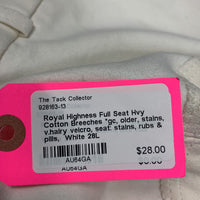 The Tack Collector
928163-13
Royal Highness Full Seat Hvy
Cotton Breeches *gc, older, stains,
v.hairy velcro, seat: stains, rubs &
pills, White 28L
AU64GA
$28.00
AU64GA